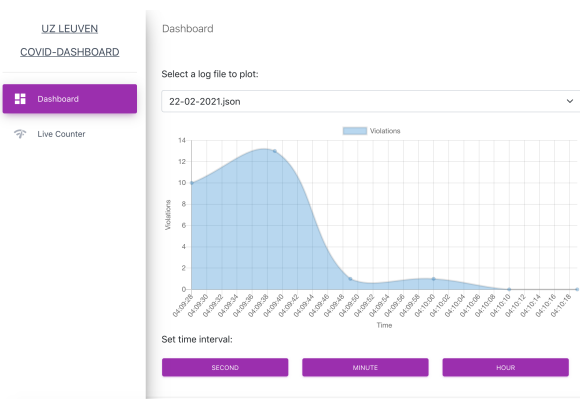 UZ LEUVEN
COVID-DASHBOARD
Dashboard
Live Counter
Dashboard
Select a log file to plot:
22-02-2021.json
Violations
14
12
10
8
6
4
2
0
Violations
04:09:28
04:09:30
04:09:32
04:09:34
04:09:36
04:09:38
04:09:40
04:09:42
04:09:44
04:09:46
04:09:48
04:09:50
04:09:52
04:09:54
04:09:56
04:09:58
04:10:00
04:10:02
04:10:04
04:10:06
04:10:08
04:10:10
04:10:12
04:10:14
04:10:16
04:10:18
Time
Set time interval:
SECOND
MINUTE
HOUR